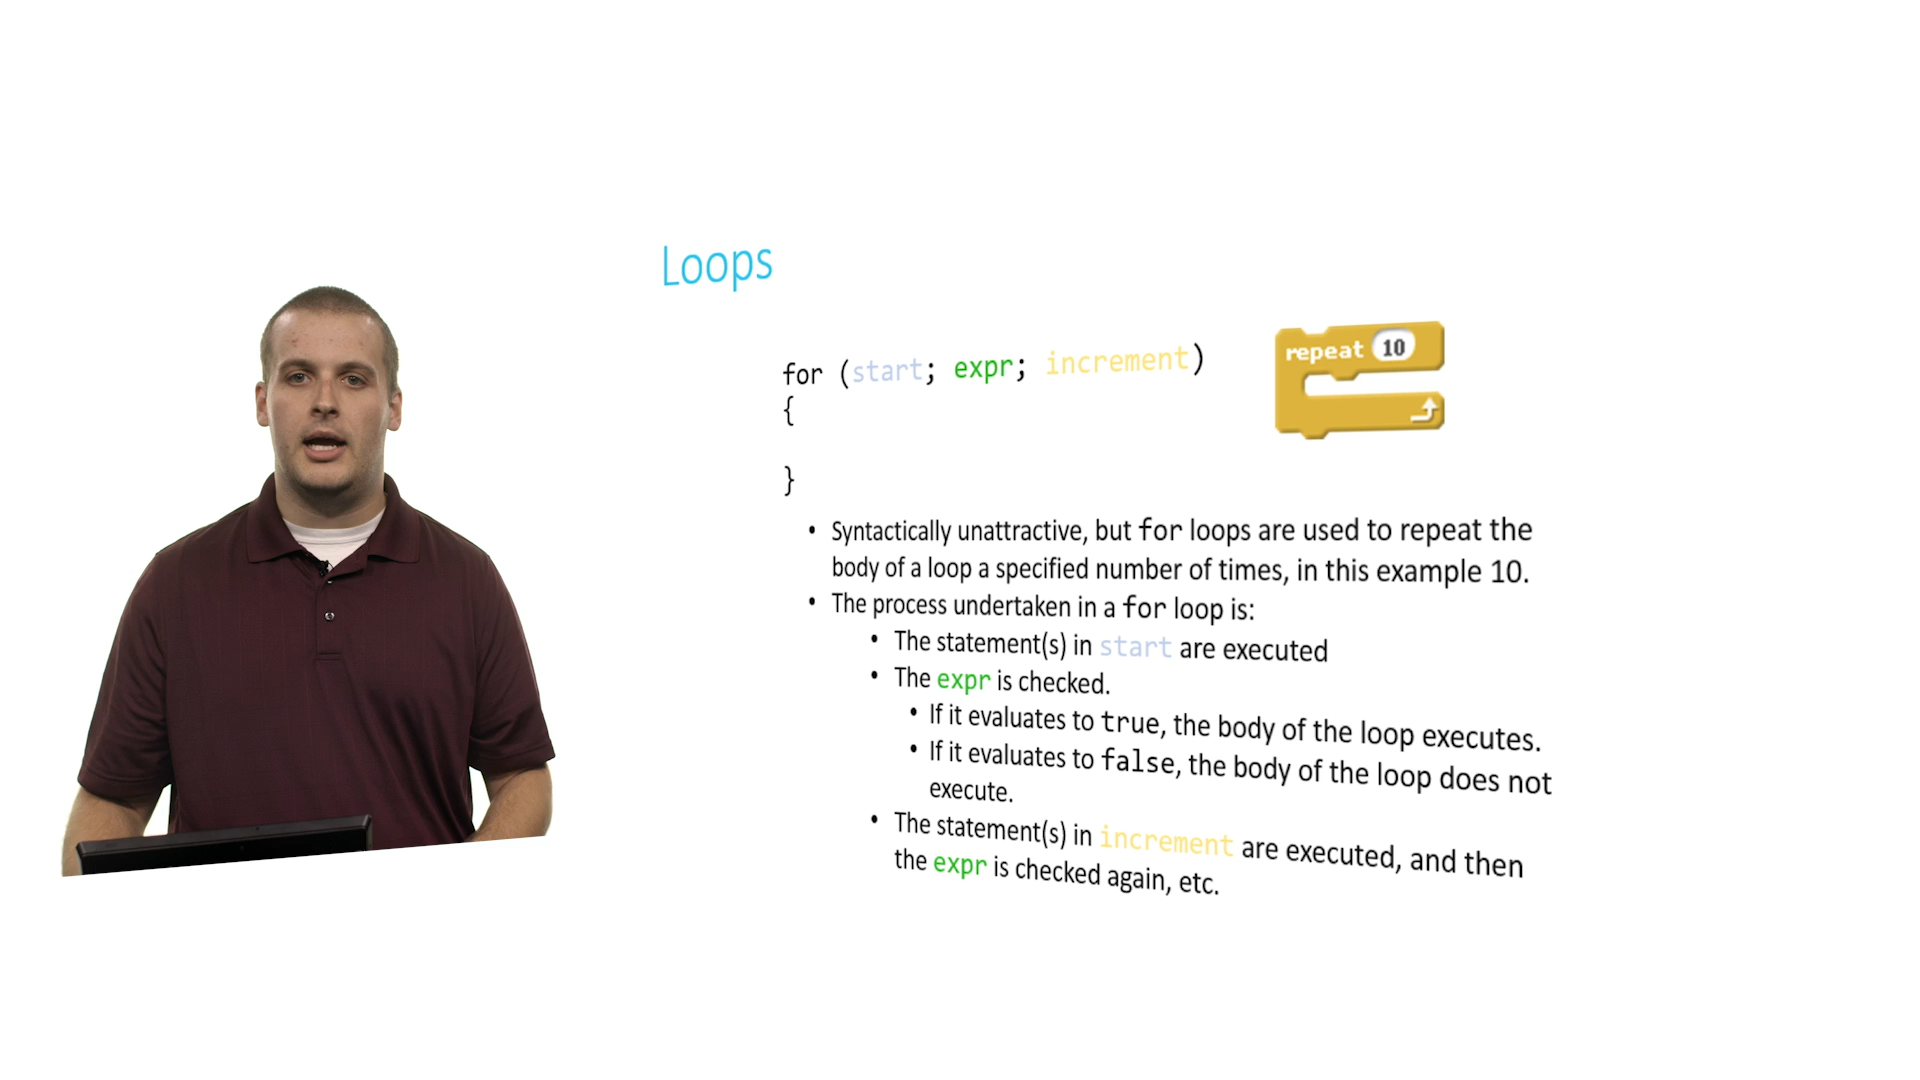 Loops
for (start; expr; increment)
{
}
repeat 10
• Syntactically unattractive, but for loops are used to repeat the
body of a loop a specified number of times, in this example 10.
• The process undertaken in a for loop is:
• The statement(s) in start are executed
• The expr is checked.
• If it evaluates to true, the body of the loop executes.
• If it evaluates to false, the body of the loop does not
execute.
• The statement(s) in increment are executed, and then
the expr is checked again, etc.